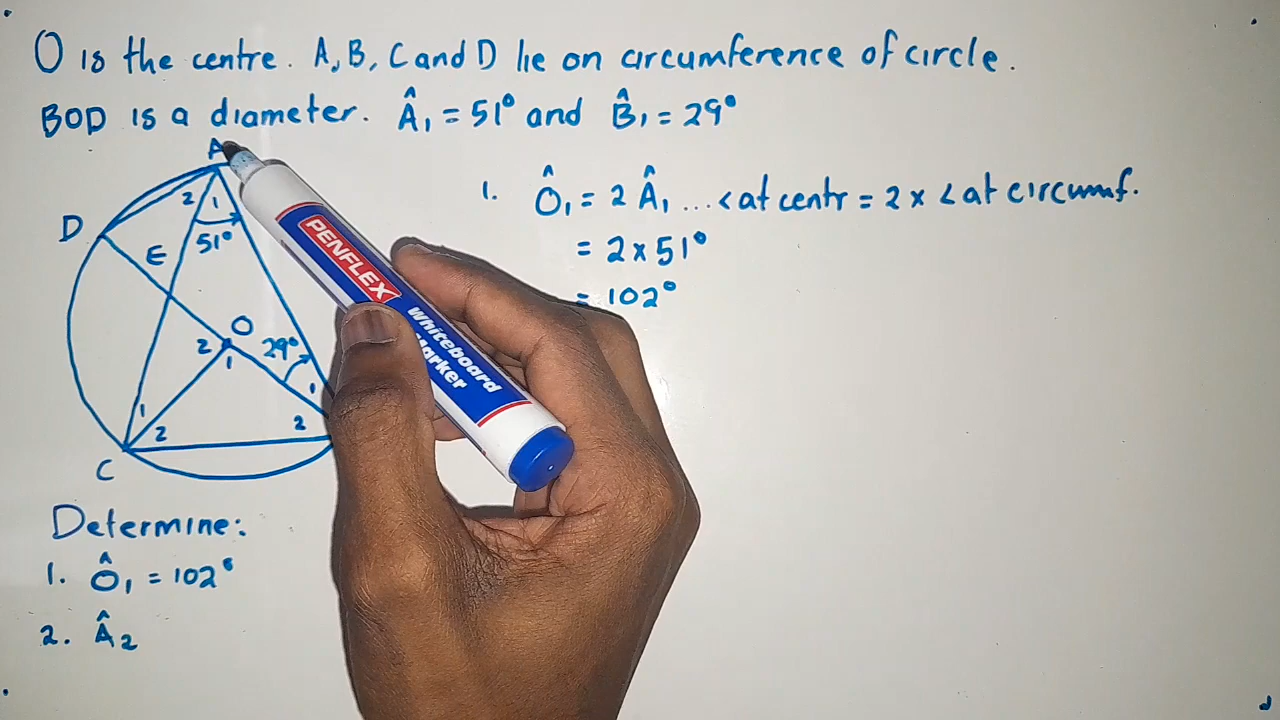 O is the centre. A, B, C and D lie on circumference of circle.
BOD is a diameter. Â₁ = 51° and B̂₁ = 29°
A
2 1
51°
D
E
O
2
1
29°
1
2
1
2
C
1. Ô₁ = 2Â₁ ... <at centr = 2 x <at circumf.
= 2 x 51°
= 102°
PENFLEX
Whiteboard
Marker
Determine:
1. Ô₁ = 102°
2. Â₂